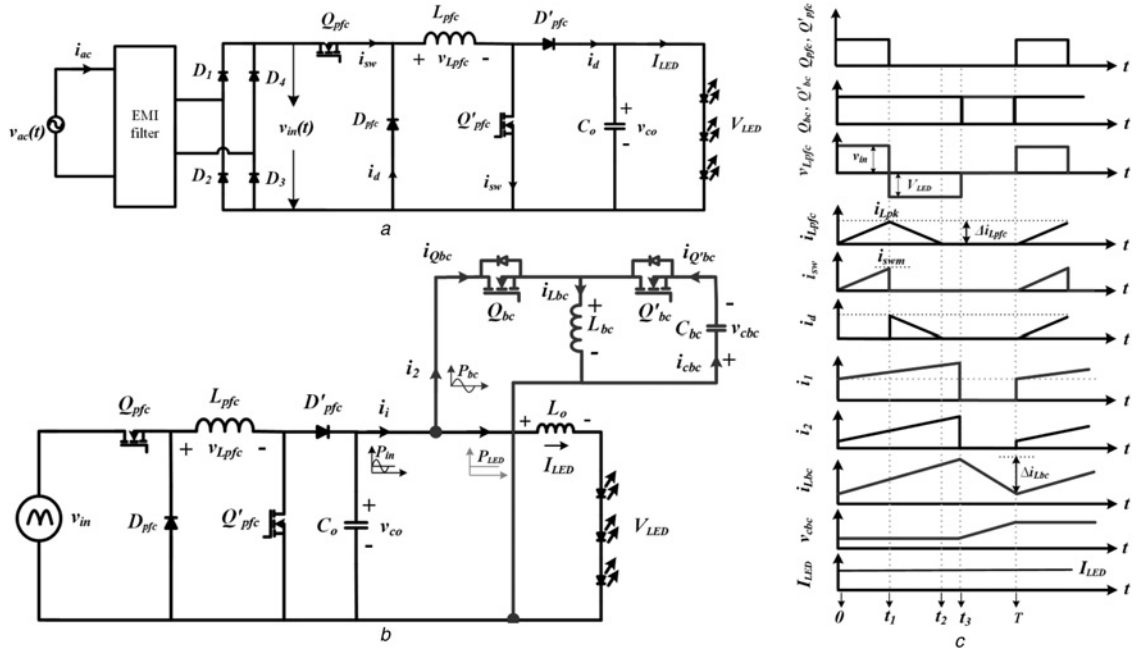 Q_pfc
L_pfc
D'_pfc
i_ac
i_sw
+ v_Lpfc -
i_d
I_LED
D_1
D_4
EMI
filter
v_ac(t)
v_in(t)
D_pfc
Q'_pfc
C_o
+
v_co
-
V_LED
D_2
D_3
i_d
i_sw
a
i_Qbc
i_Q'bc
Q_bc
i_Lbc
+
L_bc
-
Q'_bc
-
C_bc
v_cbc
+
i_cbc
i_2
P_bc
Q_pfc
L_pfc
D'_pfc
i_i
+ L_o -
+ v_Lpfc -
P_in
P_LED
I_LED
v_in
D_pfc
Q'_pfc
C_o
+
v_co
-
V_LED
b
Q_pfc, Q'_pfc
t
Q_bc, Q'_bc
t
v_Lpfc
v_in
V_LED
t
i_Lpfc
i_Lpk
Δi_Lpfc
t
i_sw
i_swm
t
i_d
t
i_1
t
i_2
t
i_Lbc
Δi_Lbc
t
v_cbc
t
I_LED
I_LED
t
0 t_1 t_2 t_3 T
c